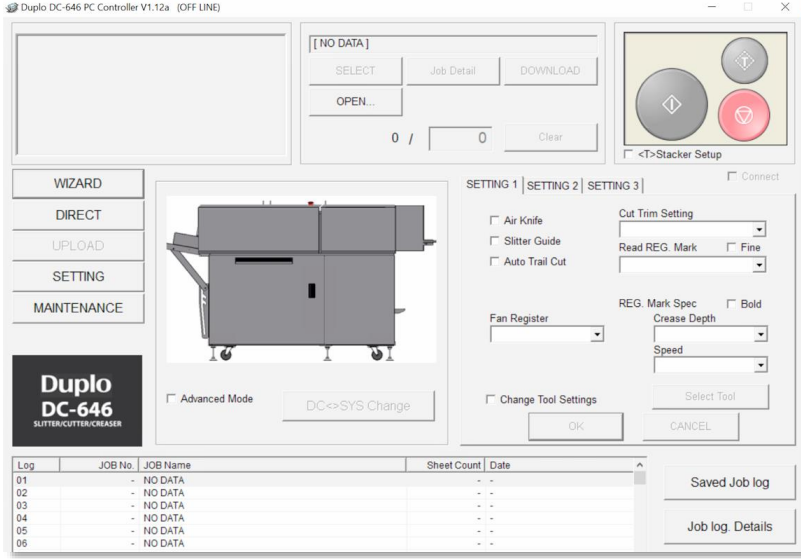 Duplo DC-646 PC Controller V1.12a (OFF LINE)
[ NO DATA ]
SELECT
Job Detail
DOWNLOAD
OPEN...
0 / 0
Clear
<T>Stacker Setup
Connect
WIZARD
DIRECT
UPLOAD
SETTING
MAINTENANCE
Duplo
DC-646
SLITTER/CUTTER/CREASER
Advanced Mode
DC<>SYS Change
SETTING 1 SETTING 2 SETTING 3
Air Knife
Slitter Guide
Auto Trail Cut
Cut Trim Setting
Read REG. Mark
Fine
REG. Mark Spec
Bold
Fan Register
Crease Depth
Speed
Change Tool Settings
Select Tool
OK
CANCEL
Log JOB No. JOB Name Sheet Count Date
01 - NO DATA - -
02 - NO DATA - -
03 - NO DATA - -
04 - NO DATA - -
05 - NO DATA - -
06 - NO DATA - -
Saved Job log
Job log. Details